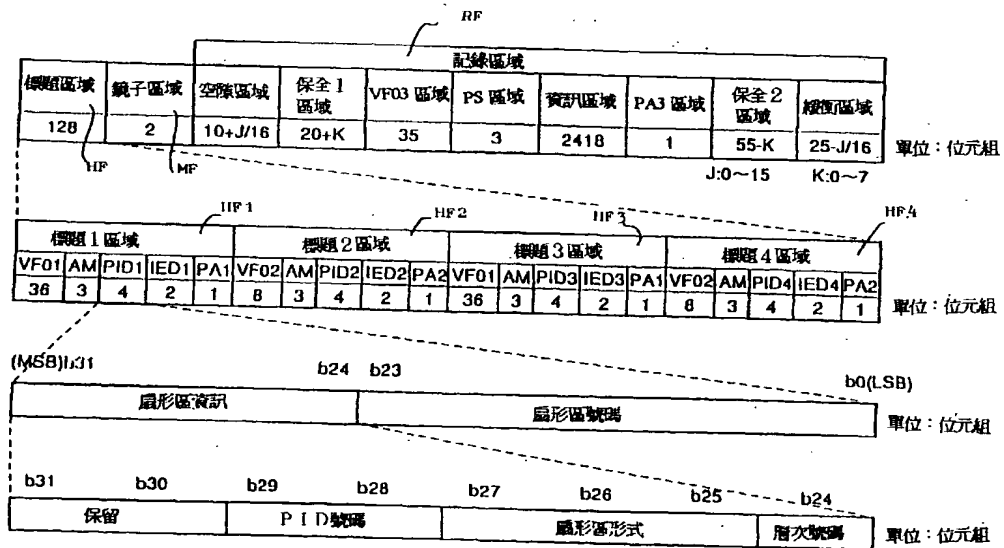 RF
記錄區域
標題區域 鏡子區域 空隙區域 保全1區域 VF03 區域 PS 區域 資訊區域 PA3 區域 保全2區域 緩衝區域
128 2 10+J/16 20+K 35 3 2418 1 55-K 25-J/16 單位：位元組
HF MF J:0～15 K:0～7
HF1 HF2 HF3 HF4
標題1區域 標題2區域 標題3區域 標題4區域
VF01 AM PID1 IED1 PA1 VF02 AM PID2 IED2 PA2 VF01 AM PID3 IED3 PA1 VF02 AM PID4 IED4 PA2
36 3 4 2 1 8 3 4 2 1 36 3 4 2 1 8 3 4 2 1 單位：位元組
(MSB)b31 b24 b23 b0(LSB)
扇形區資訊 扇形區號碼 單位：位元組
b31 b30 b29 b28 b27 b26 b25 b24
保留 PID號碼 扇形區形式 層次號碼 單位：位元組